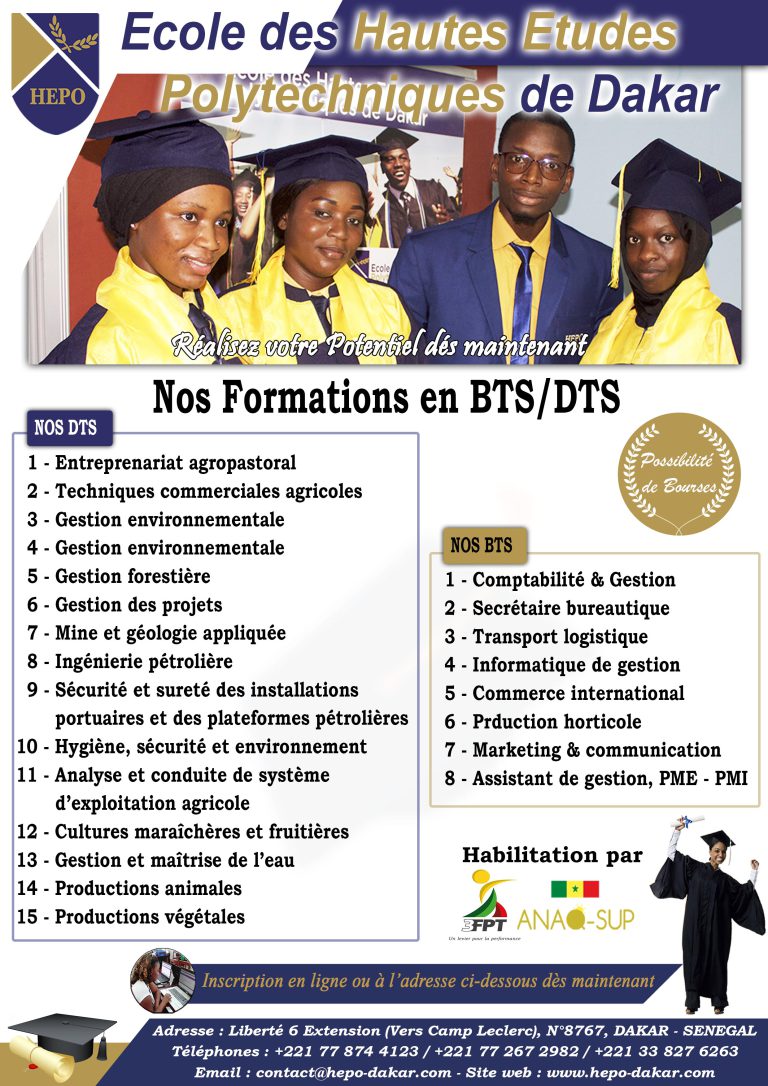 HEPO
Ecole des Hautes Etudes
Polytechniques de Dakar
Ecole des Hautes
de Dakar
Ecole
HEPO
Réalisez votre Potentiel dés maintenant
Nos Formations en BTS/DTS
NOS DTS
1 - Entreprenariat agropastoral
2 - Techniques commerciales agricoles
3 - Gestion environnementale
4 - Gestion environnementale
5 - Gestion forestière
6 - Gestion des projets
7 - Mine et géologie appliquée
8 - Ingénierie pétrolière
9 - Sécurité et sureté des installations
portuaires et des plateformes pétrolières
10 - Hygiène, sécurité et environnement
11 - Analyse et conduite de système
d'exploitation agricole
12 - Cultures maraîchères et fruitières
13 - Gestion et maîtrise de l'eau
14 - Productions animales
15 - Productions végétales
Possibilité
de Bourses
NOS BTS
1 - Comptabilité & Gestion
2 - Secrétaire bureautique
3 - Transport logistique
4 - Informatique de gestion
5 - Commerce international
6 - Prduction horticole
7 - Marketing & communication
8 - Assistant de gestion, PME - PMI
Habilitation par
3FPT
Un levier pour la performance
ANAQ-SUP
Inscription en ligne ou à l'adresse ci-dessous dès maintenant
Adresse : Liberté 6 Extension (Vers Camp Leclerc), N°8767, DAKAR - SENEGAL
Téléphones : +221 77 874 4123 / +221 77 267 2982 / +221 33 827 6263
Email : contact@hepo-dakar.com - Site web : www.hepo-dakar.com